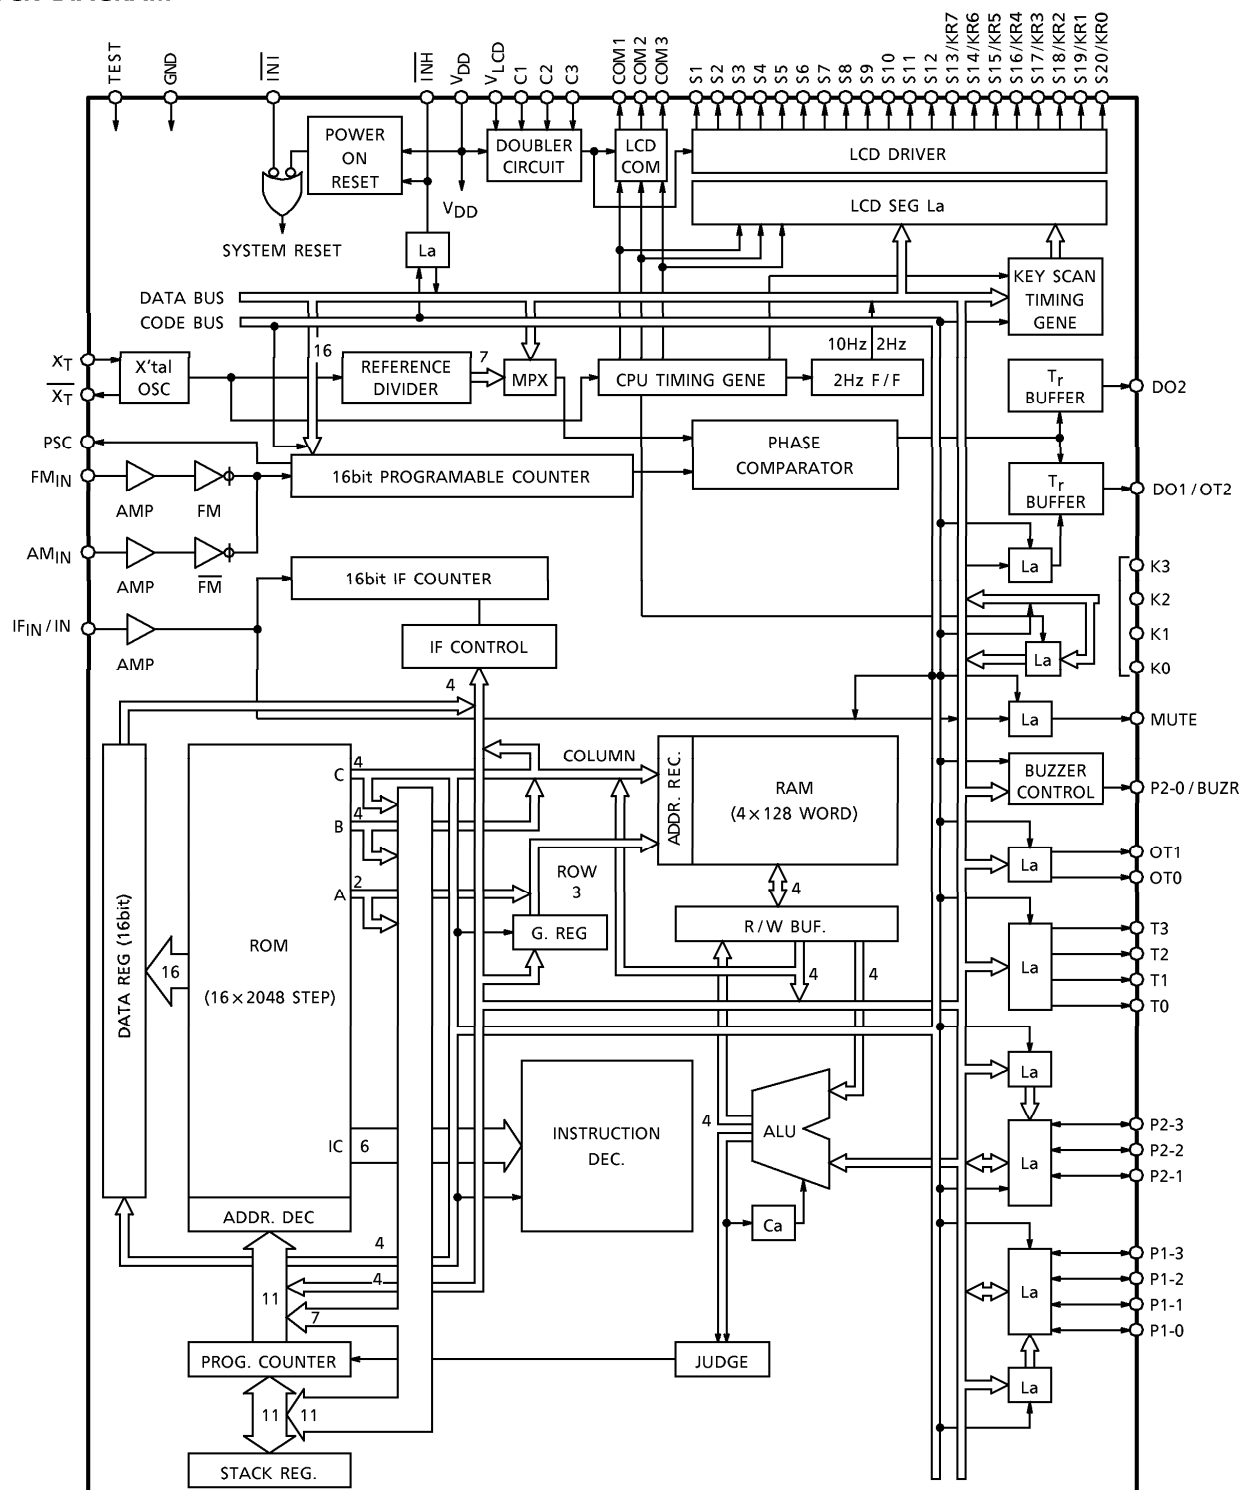 TEST
GND
INI
INH
VDD
VLCD
C1
C2
C3
COM1
COM2
COM3
S1
S2
S3
S4
S5
S6
S7
S8
S9
S10
S11
S12
S13/KR7
S14/KR6
S15/KR5
S16/KR4
S17/KR3
S18/KR2
S19/KR1
S20/KR0
POWER
ON
RESET
DOUBLER
CIRCUIT
LCD
COM
LCD DRIVER
LCD SEG La
VDD
SYSTEM RESET
La
DATA BUS
CODE BUS
KEY SCAN
TIMING
GENE
10Hz
2Hz
XT
XT
X'tal
OSC
16
REFERENCE
DIVIDER
7
MPX
CPU TIMING GENE
2Hz F/F
Tr
BUFFER
DO2
PSC
FMIN
AMP
FM
16bit PROGRAMABLE COUNTER
PHASE
COMPARATOR
Tr
BUFFER
DO1/OT2
AMIN
AMP
FM
16bit IF COUNTER
La
K3
K2
K1
K0
La
IFIN/IN
AMP
IF CONTROL
4
La
MUTE
DATA REG (16bit)
16
ROM
(16×2048 STEP)
C
4
B
4
A
2
IC
6
ADDR. DEC
COLUMN
ADDR. REC.
RAM
(4×128 WORD)
ROW
3
G. REG
4
R/W BUF.
4
4
BUZZER
CONTROL
P2-0/BUZR
La
OT1
OT0
La
T3
T2
T1
T0
La
INSTRUCTION
DEC.
4
ALU
Ca
La
P2-3
P2-2
P2-1
La
P1-3
P1-2
P1-1
P1-0
La
4
4
11
7
PROG. COUNTER
JUDGE
11
11
STACK REG.